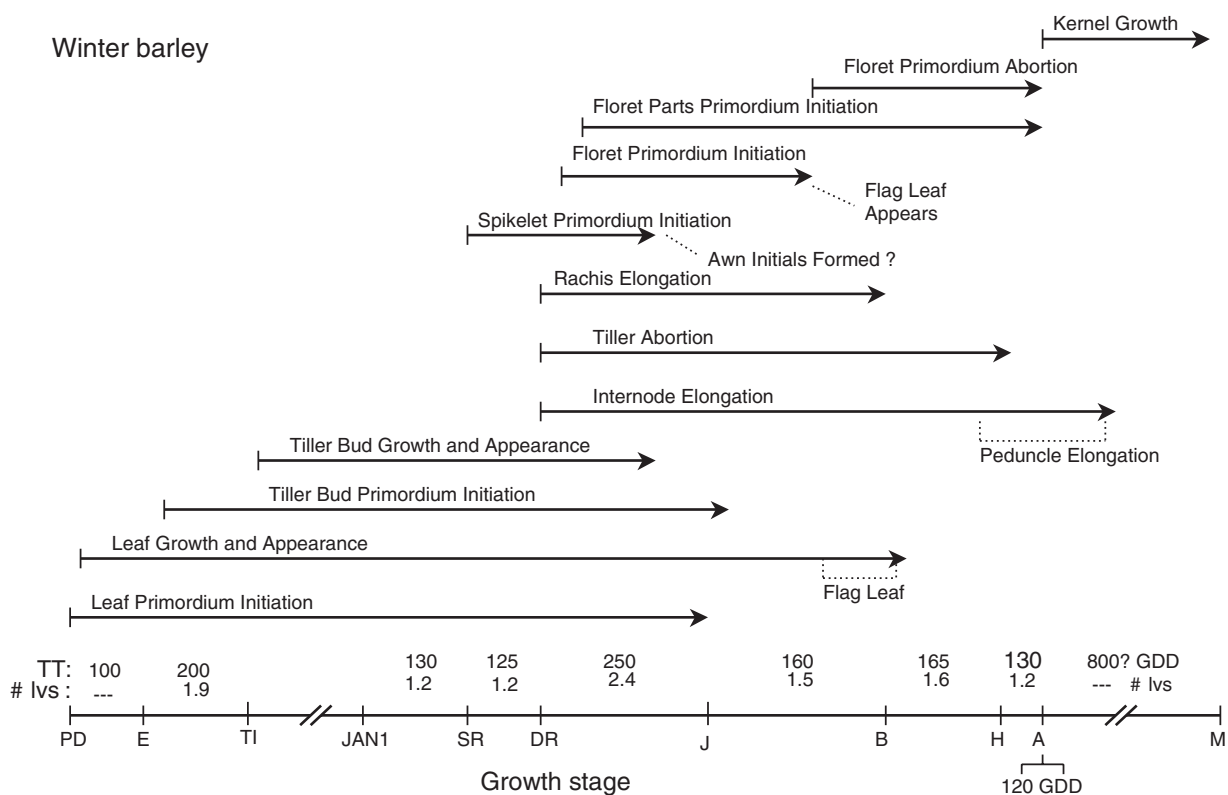 Winter barley
Kernel Growth
Floret Primordium Abortion
Floret Parts Primordium Initiation
Floret Primordium Initiation
Flag Leaf
Appears
Spikelet Primordium Initiation
Awn Initials Formed ?
Rachis Elongation
Tiller Abortion
Internode Elongation
Peduncle Elongation
Tiller Bud Growth and Appearance
Tiller Bud Primordium Initiation
Leaf Growth and Appearance
Flag Leaf
Leaf Primordium Initiation
TT: 100 200 130 125 250 160 165 130 800? GDD
# lvs : --- 1.9 1.2 1.2 2.4 1.5 1.6 1.2 --- # lvs
PD E TI JAN1 SR DR J B H A M
Growth stage
120 GDD